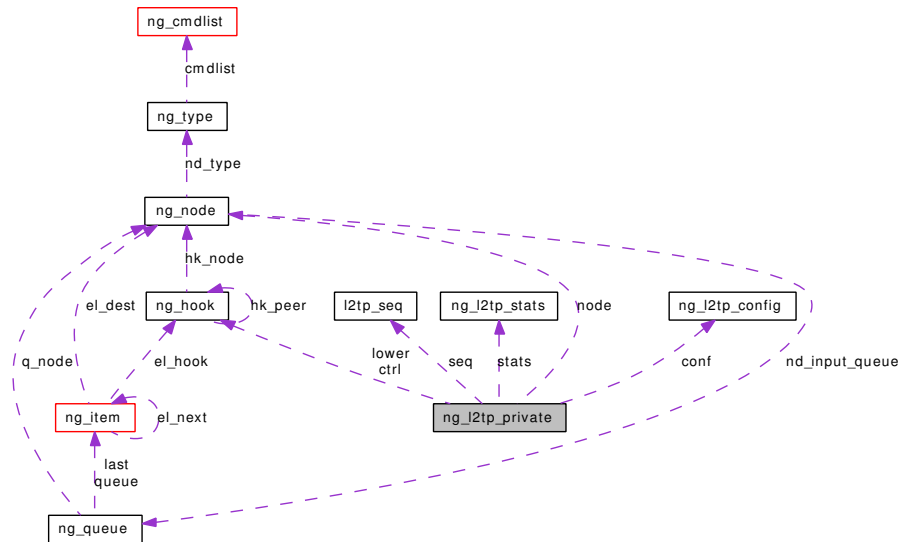 ng_cmdlist
cmdlist
ng_type
nd_type
ng_node
hk_node
el_dest
ng_hook
hk_peer
l2tp_seq
ng_l2tp_stats
node
ng_l2tp_config
q_node
el_hook
lower
ctrl
seq
stats
conf
nd_input_queue
ng_item
el_next
ng_l2tp_private
last
queue
ng_queue